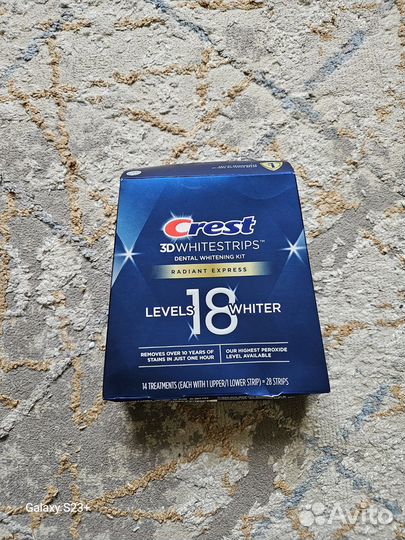 Crest
3DWHITESTRIPS™
DENTAL WHITENING KIT
RADIANT EXPRESS
LEVELS 18 WHITER
REMOVES OVER 10 YEARS OF
STAINS IN JUST ONE HOUR
OUR HIGHEST PEROXIDE
LEVEL AVAILABLE
14 TREATMENTS (EACH WITH 1 UPPER/1 LOWER STRIP) = 28 STRIPS
Galaxy S23+
Avito